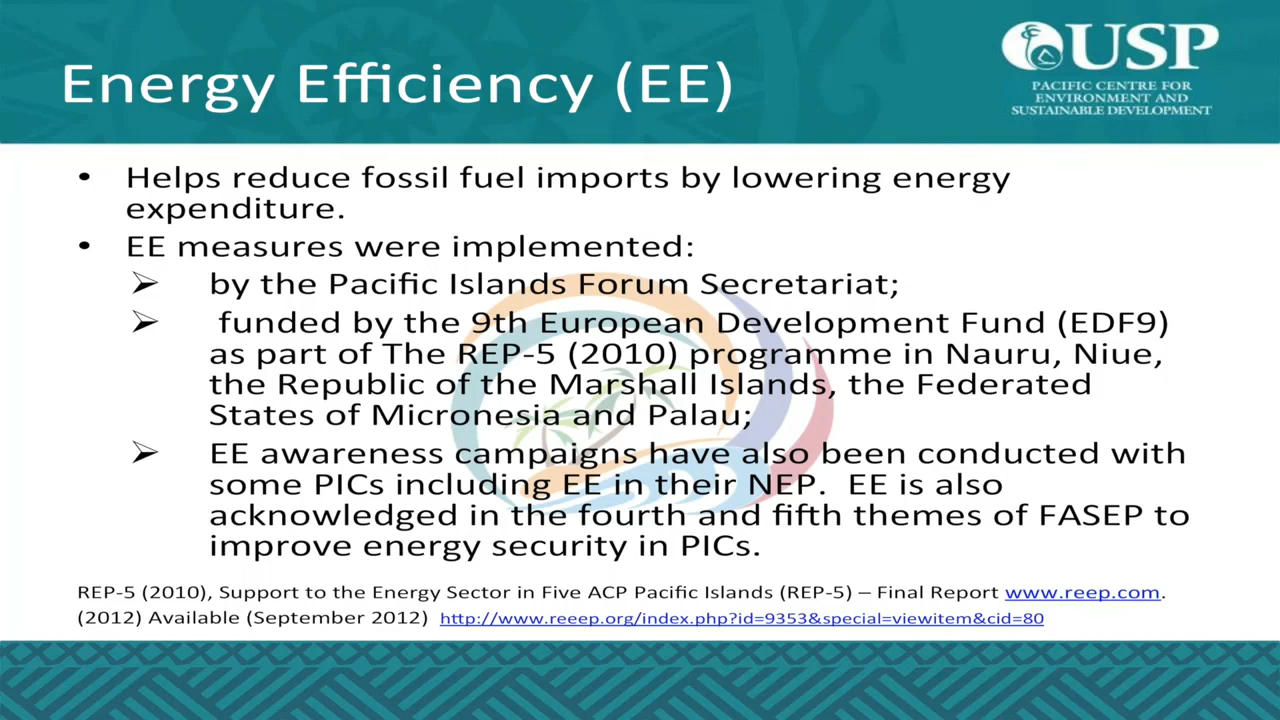 USP
PACIFIC CENTRE FOR
ENVIRONMENT AND
SUSTAINABLE DEVELOPMENT
Energy Efficiency (EE)
• Helps reduce fossil fuel imports by lowering energy
expenditure.
• EE measures were implemented:
➢ by the Pacific Islands Forum Secretariat;
➢ funded by the 9th European Development Fund (EDF9)
as part of The REP-5 (2010) programme in Nauru, Niue,
the Republic of the Marshall Islands, the Federated
States of Micronesia and Palau;
➢ EE awareness campaigns have also been conducted with
some PICs including EE in their NEP. EE is also
acknowledged in the fourth and fifth themes of FASEP to
improve energy security in PICs.
REP-5 (2010), Support to the Energy Sector in Five ACP Pacific Islands (REP-5) – Final Report www.reep.com.
(2012) Available (September 2012) http://www.reeep.org/index.php?id=9353&special=viewitem&cid=80